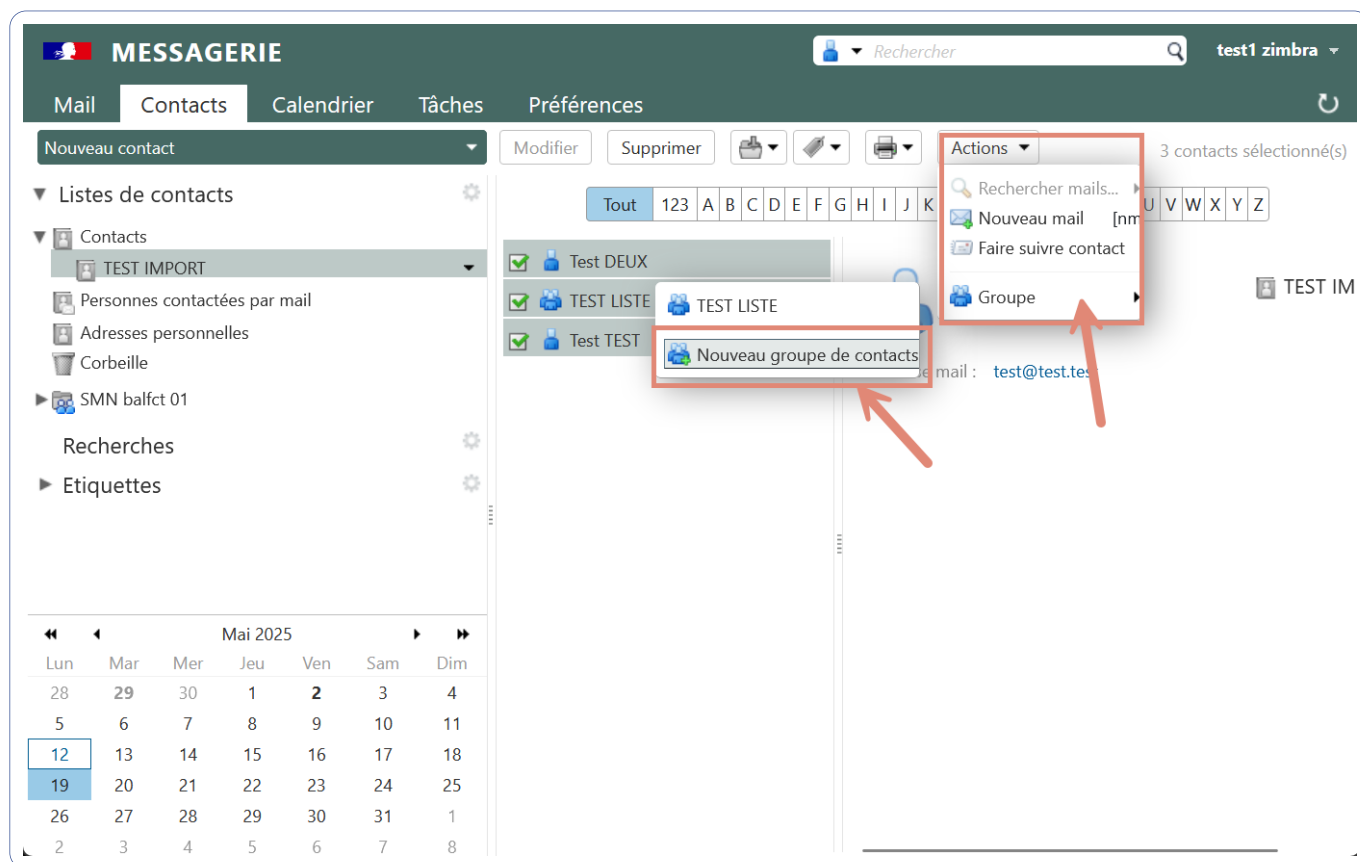 MESSAGERIE
Rechercher
test1 zimbra
Mail Contacts Calendrier Tâches Préférences
Nouveau contact
Modifier Supprimer Actions
3 contacts sélectionné(s)
Listes de contacts
Contacts
TEST IMPORT
Personnes contactées par mail
Adresses personnelles
Corbeille
SMN balfct 01
Recherches
Etiquettes
Tout 123 A B C D E F G H I J K U V W X Y Z
Test DEUX
TEST LISTE
Test TEST
TEST LISTE
Nouveau groupe de contacts
Rechercher mails...
Nouveau mail [nm
Faire suivre contact
Groupe
TEST IM
mail : test@test.test
Mai 2025
Lun Mar Mer Jeu Ven Sam Dim
28 29 30 1 2 3 4
5 6 7 8 9 10 11
12 13 14 15 16 17 18
19 20 21 22 23 24 25
26 27 28 29 30 31 1
2 3 4 5 6 7 8